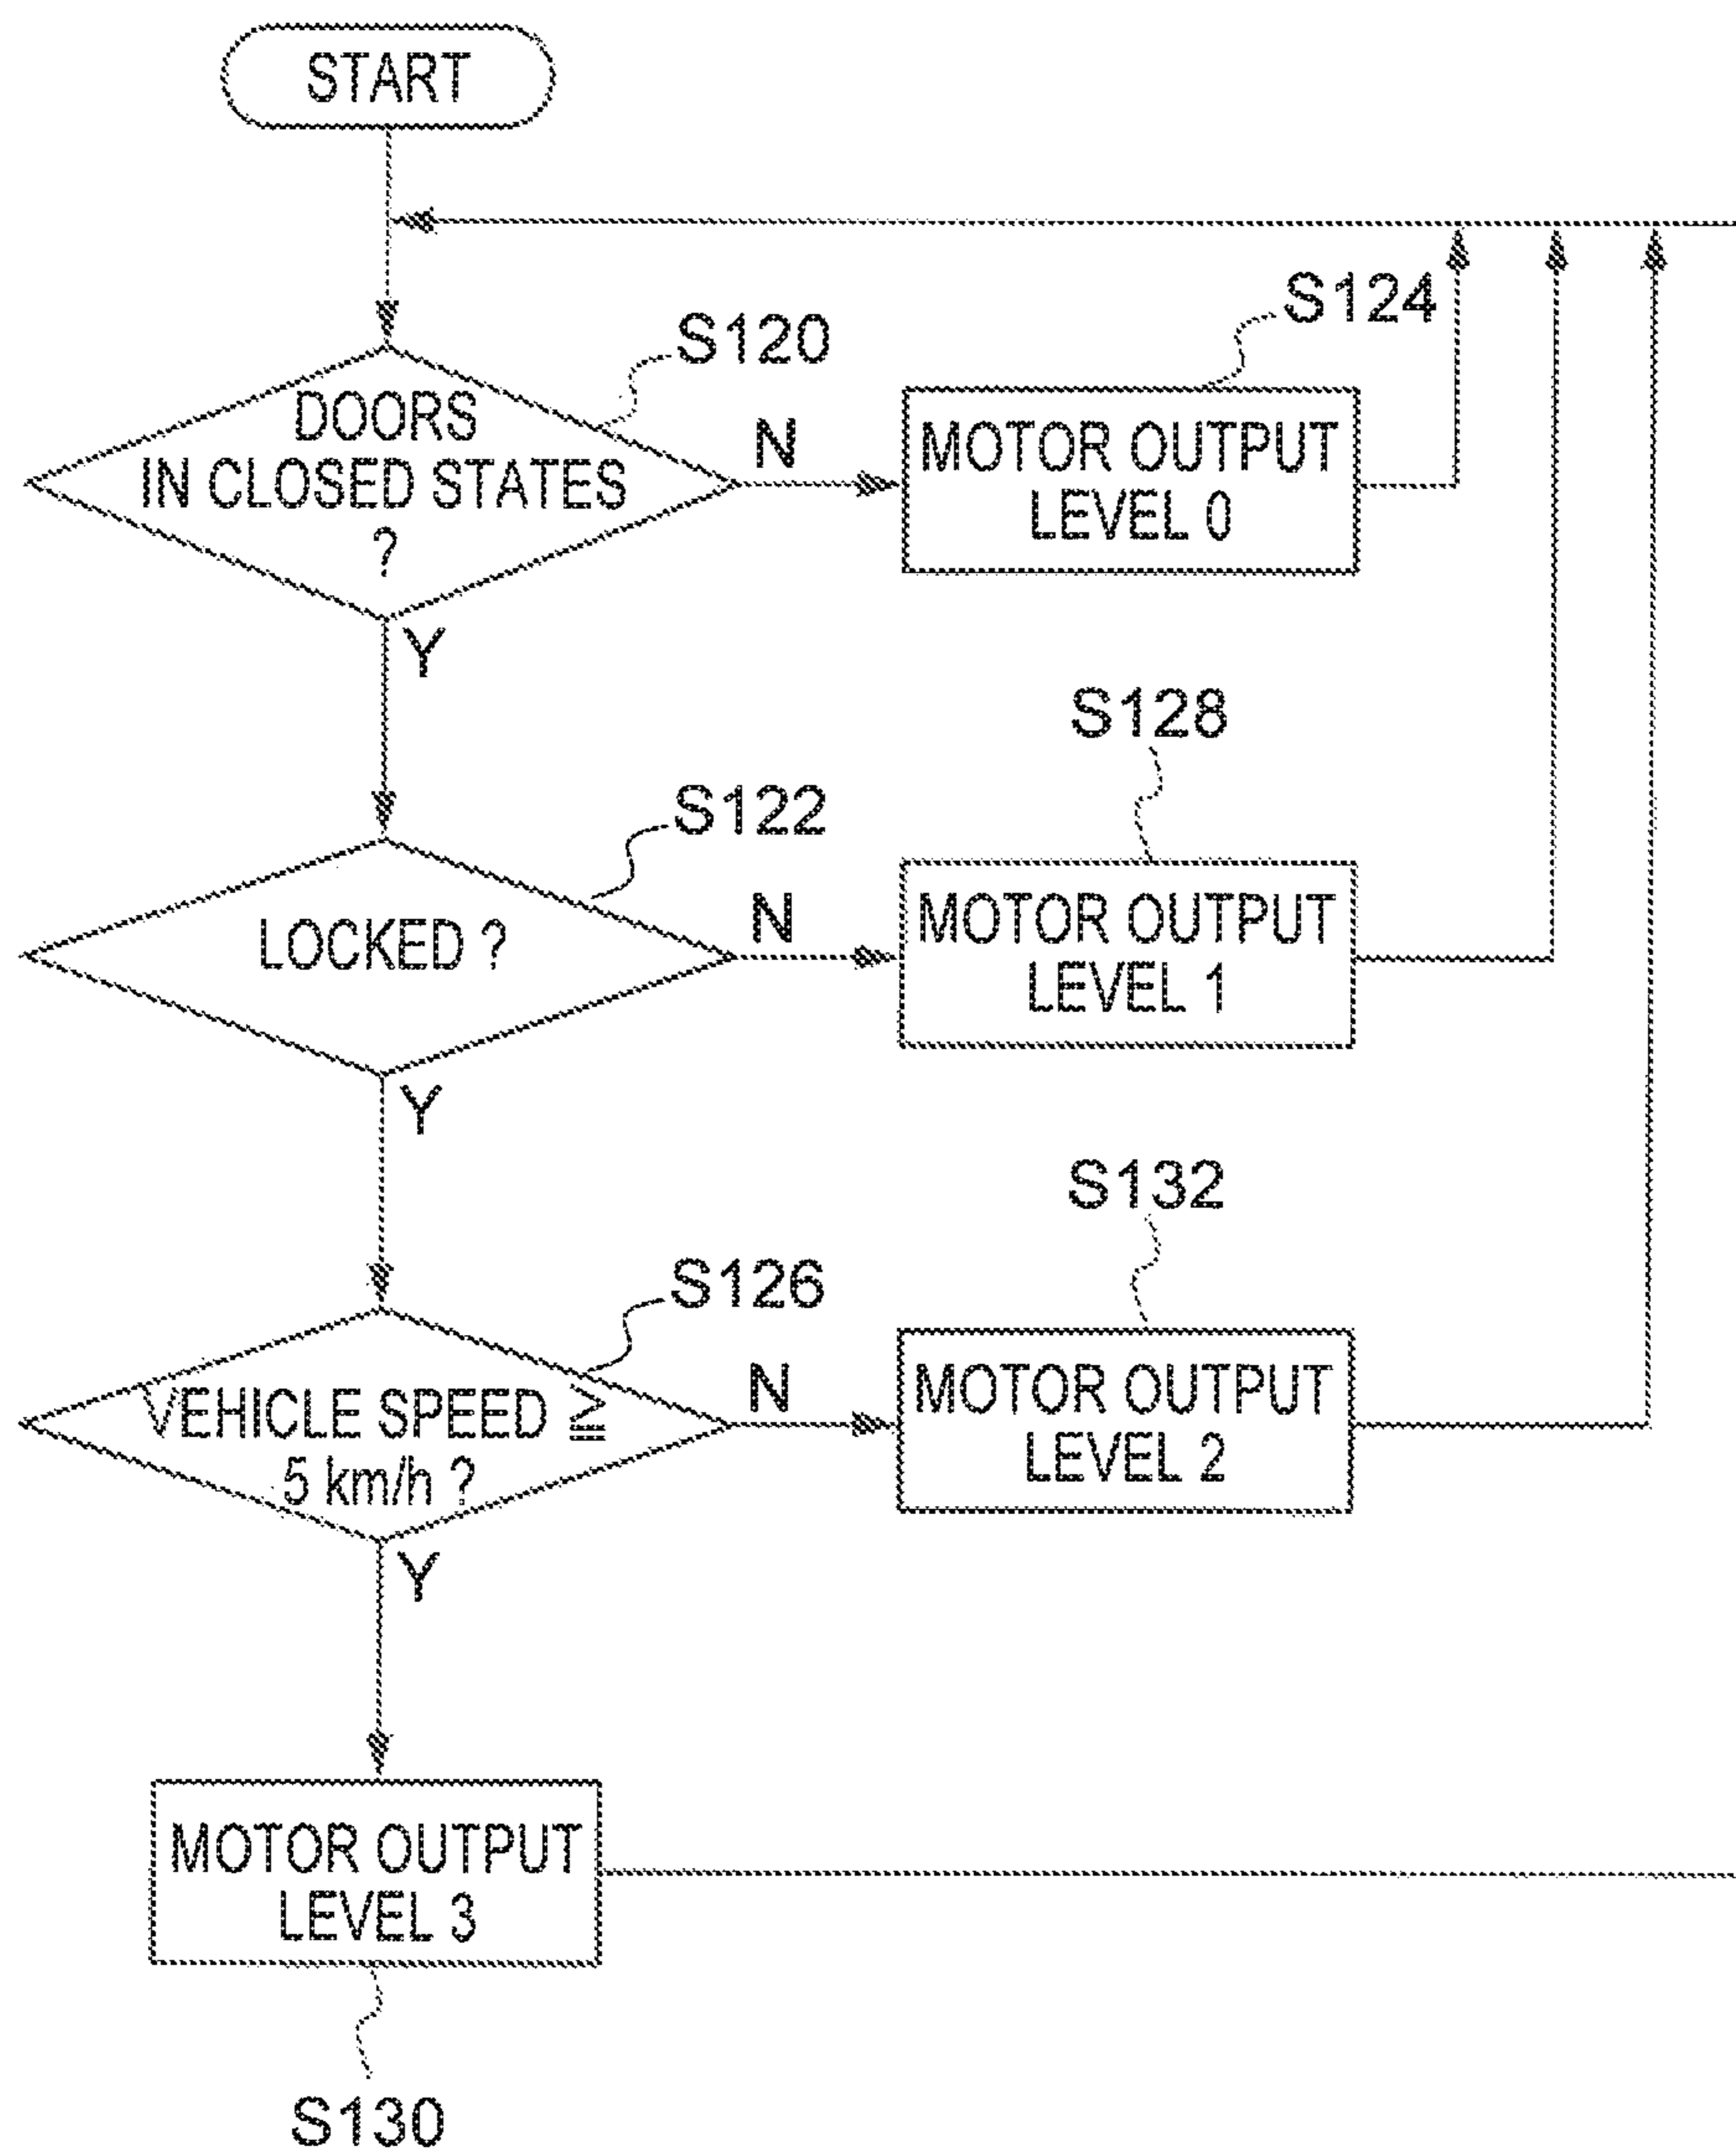 START
S120
DOORS
IN CLOSED STATES
?
N
S124
MOTOR OUTPUT
LEVEL 0
Y
S122
LOCKED ?
N
S128
MOTOR OUTPUT
LEVEL 1
Y
S126
VEHICLE SPEED ≧
5 km/h ?
N
S132
MOTOR OUTPUT
LEVEL 2
Y
MOTOR OUTPUT
LEVEL 3
S130